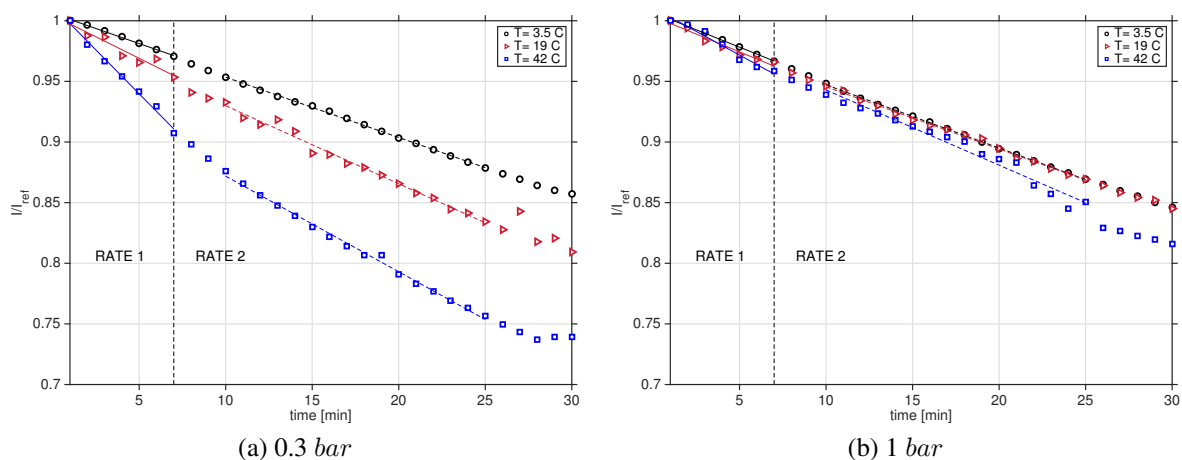 1
0.95
0.9
0.85
0.8
0.75
0.7
I/I_ref
5
10
15
20
25
30
time [min]
RATE 1
RATE 2
T= 3.5 C
T= 19 C
T= 42 C
(a) 0.3 bar
1
0.95
0.9
0.85
0.8
0.75
0.7
5
10
15
20
25
30
time [min]
RATE 1
RATE 2
T= 3.5 C
T= 19 C
T= 42 C
(b) 1 bar